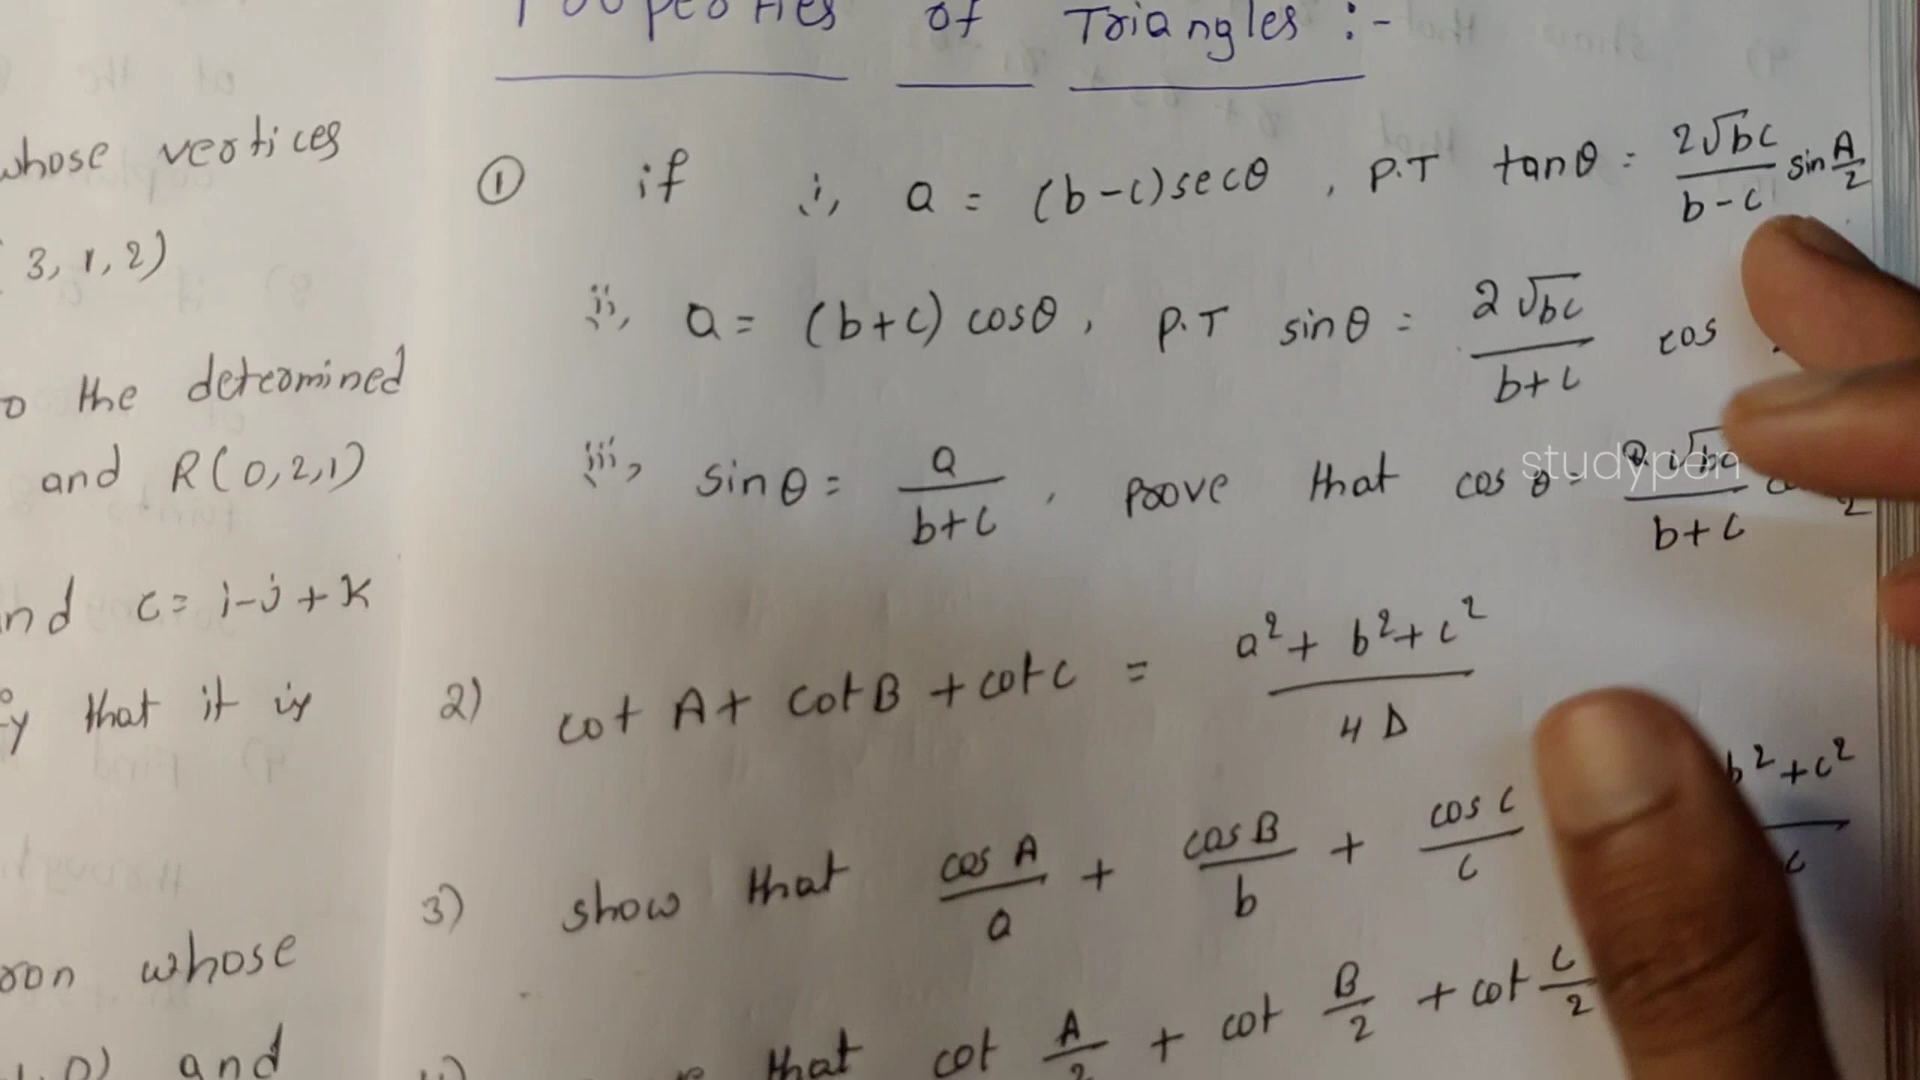 whose vertices
3, 1, 2)
the determined
and R(0,2,1)
c = i-j+k
that it is
whose
and
Properties of Triangles :-
① if i, a = (b-c) secθ , P.T tanθ = 2√bc / b-c sin A/2
ii, a = (b+c) cosθ , P.T sinθ = 2√bc / b+c cos
iii, sinθ = a / b+c , prove that cos θ = 2√bc / b+c 2
studypen
2) cot A + cot B + cot C = a²+ b²+c² / 4Δ
3) show that cos A / a + cos B / b + cos C / c b²+c² / c
that cot A/2 + cot B/2 + cot C/2